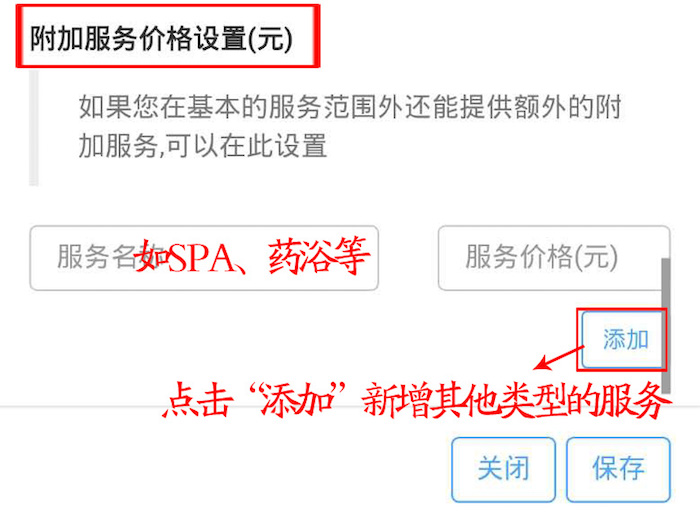 附加服务价格设置(元)
如果您在基本的服务范围外还能提供额外的附
加服务,可以在此设置
服务名称
如SPA、药浴等
服务价格(元)
添加
点击“添加”新增其他类型的服务
关闭
保存